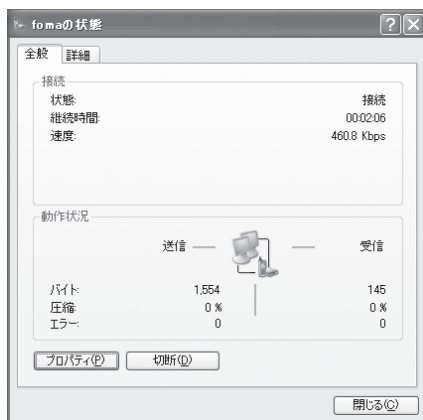 fomaの状態
全般 詳細
接続
状態: 接続
継続時間: 00:02:06
速度: 460.8 Kbps
動作状況
送信 受信
バイト: 1,554 145
圧縮: 0 % 0 %
エラー: 0 0
プロパティ(P) 切断(D)
閉じる(C)